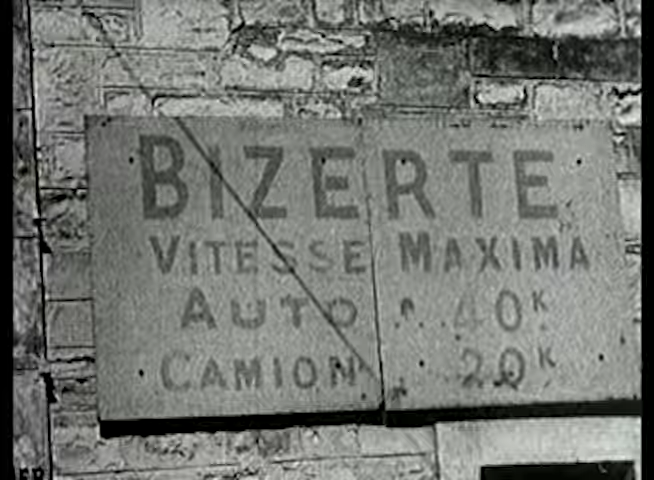 BIZERTE
VITESSE MAXIMA
AUTO . . 40K
CAMION 20K